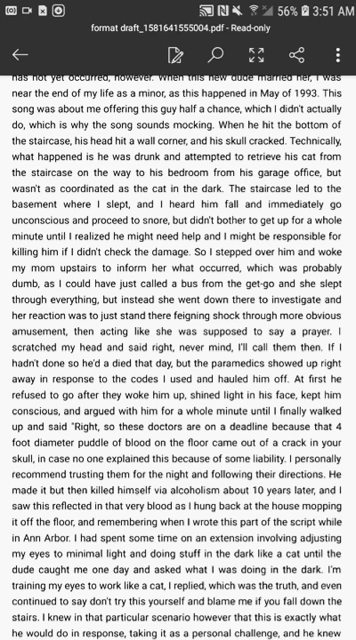 56% 3:51 AM
format draft_1581641555004.pdf - Read-only
has not yet occurred, however. When this new dude married her, I was
near the end of my life as a minor, as this happened in May of 1993. This
song was about me offering this guy half a chance, which I didn't actually
do, which is why the song sounds mocking. When he hit the bottom of
the staircase, his head hit a wall corner, and his skull cracked. Technically,
what happened is he was drunk and attempted to retrieve his cat from
the staircase on the way to his bedroom from his garage office, but
wasn't as coordinated as the cat in the dark. The staircase led to the
basement where I slept, and I heard him fall and immediately go
unconscious and proceed to snore, but didn't bother to get up for a whole
minute until I realized he might need help and I might be responsible for
killing him if I didn't check the damage. So I stepped over him and woke
my mom upstairs to inform her what occurred, which was probably
dumb, as I could have just called a bus from the get-go and she slept
through everything, but instead she went down there to investigate and
her reaction was to just stand there feigning shock through more obvious
amusement, then acting like she was supposed to say a prayer. I
scratched my head and said right, never mind, I'll call them then. If I
hadn't done so he'd a died that day, but the paramedics showed up right
away in response to the codes I used and hauled him off. At first he
refused to go after they woke him up, shined light in his face, kept him
conscious, and argued with him for a whole minute until I finally walked
up and said "Right, so these doctors are on a deadline because that 4
foot diameter puddle of blood on the floor came out of a crack in your
skull, in case no one explained this because of some liability. I personally
recommend trusting them for the night and following their directions. He
made it but then killed himself via alcoholism about 10 years later, and I
saw this reflected in that very blood as I hung back at the house mopping
it off the floor, and remembering when I wrote this part of the script while
in Ann Arbor. I had spent some time on an extension involving adjusting
my eyes to minimal light and doing stuff in the dark like a cat until the
dude caught me one day and asked what I was doing in the dark. I'm
training my eyes to work like a cat, I replied, which was the truth, and even
continued to say don't try this yourself and blame me if you fall down the
stairs. I knew in that particular scenario however that this is exactly what
he would do in response, taking it as a personal challenge, and he knew